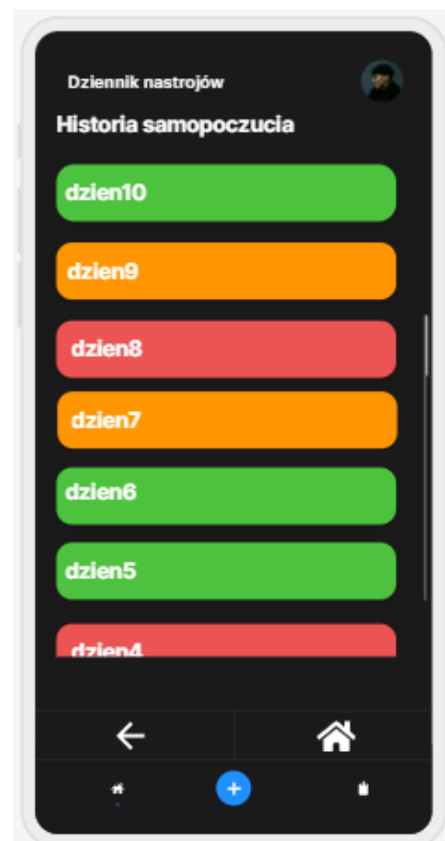 Dziennik nastrojów
Historia samopoczucia
dzien10
dzien9
dzien8
dzien7
dzien6
dzien5
dzien4